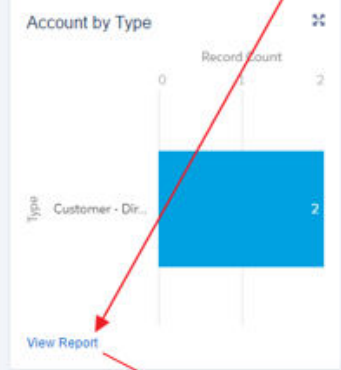 Account by Type
Record Count
0 1 2
Type
Customer - Dir...
2
View Report